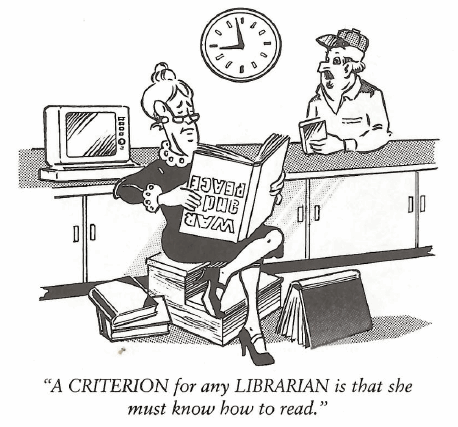 WAR
and
PEACE
“A CRITERION for any LIBRARIAN is that she
must know how to read.”